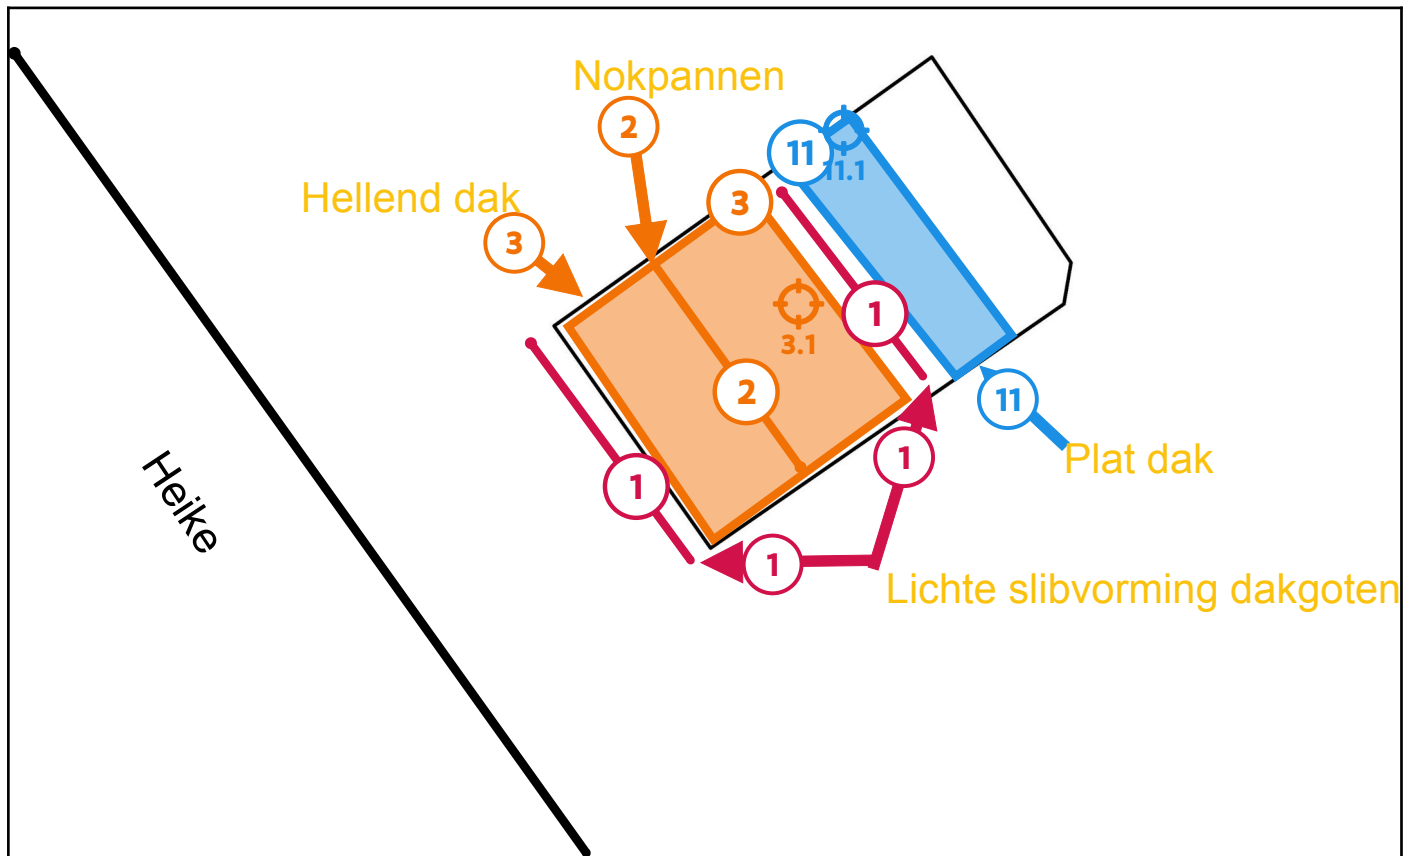 Nokpannen
2
11
11.1
Hellend dak
3
3
3.1
1
2
11
1
Plat dak
Heike
1
1
Lichte slibvorming dakgoten